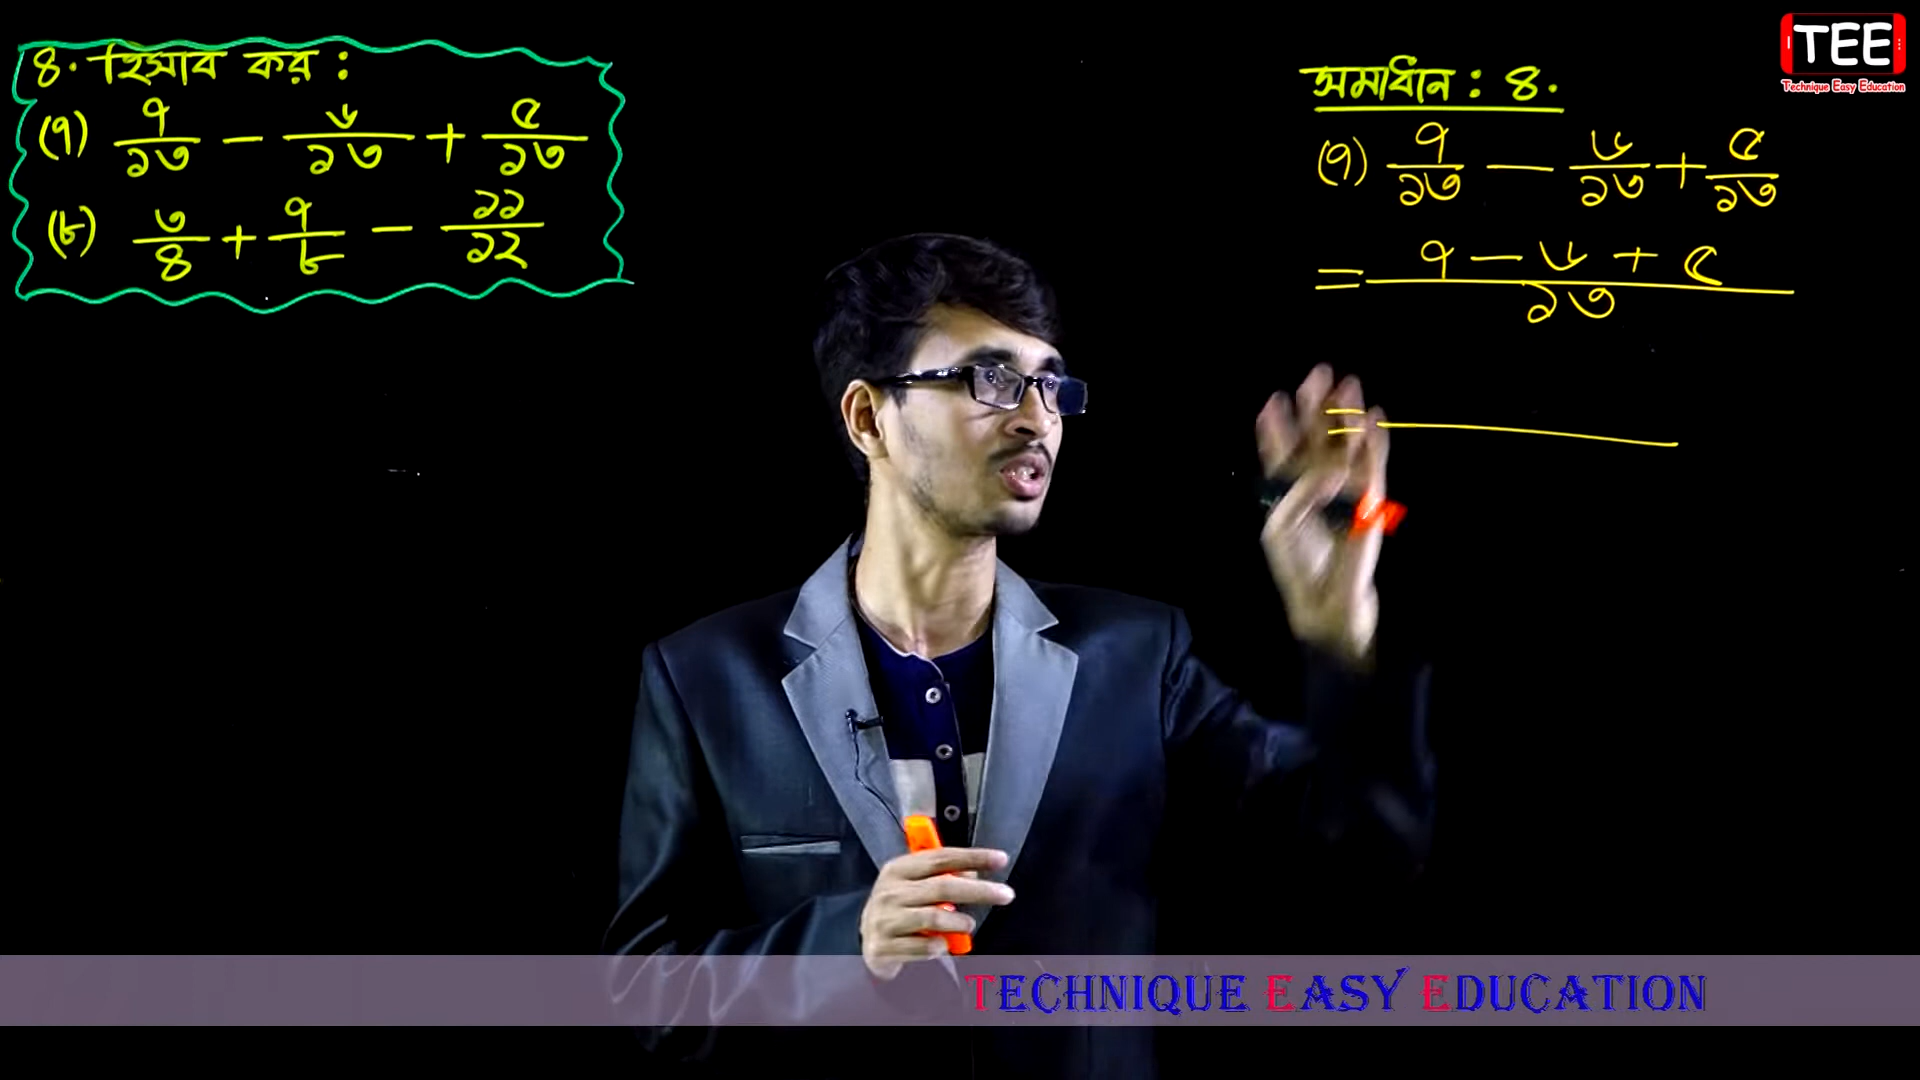 ৪. হিসাব কর :
(৭) ৭/১৩ − ৬/১৩ + ৫/১৩
(৮) ৩/৪ + ৭/৮ − ১১/১২
সমাধান : ৪.
(৭) ৭/১৩ − ৬/১৩ + ৫/১৩
= ৭ − ৬ + ৫/১৩
=
TEE
Technique Easy Education
TECHNIQUE EASY EDUCATION